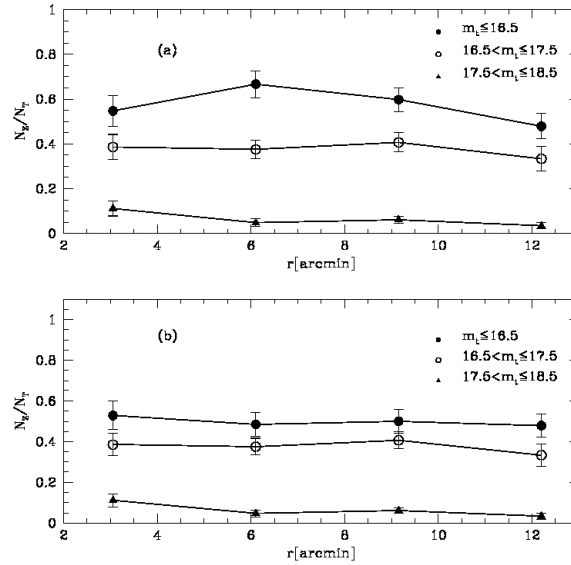 1
(a)
m_t≤16.5
0.8
16.5<m_t≤17.5
17.5<m_t≤18.5
0.6
N_Z/N_T
0.4
0.2
0
2 4 6 8 10 12
r[arcmin]
1
(b)
m_t≤16.5
0.8
16.5<m_t≤17.5
17.5<m_t≤18.5
0.6
N_Z/N_T
0.4
0.2
0
2 4 6 8 10 12
r[arcmin]